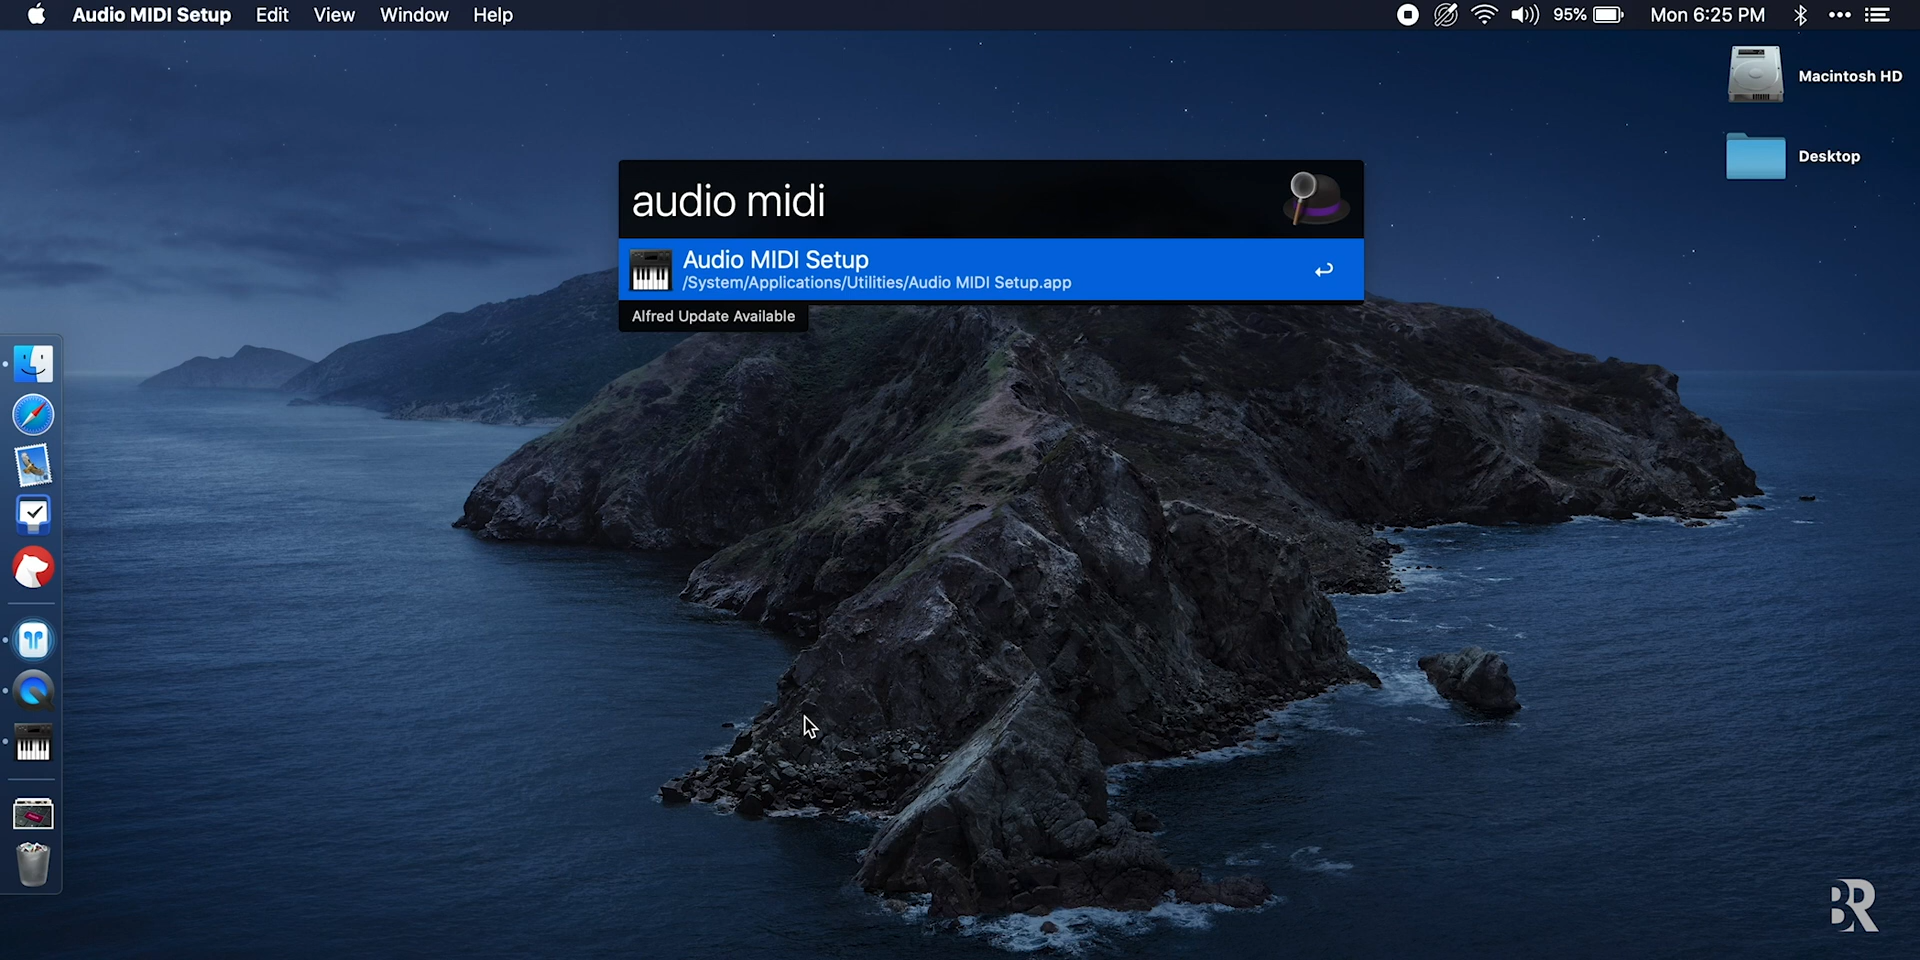 Audio MIDI Setup Edit View Window Help 95% Mon 6:25 PM
Macintosh HD
Desktop
audio midi
Audio MIDI Setup
/System/Applications/Utilities/Audio MIDI Setup.app
Alfred Update Available
BR